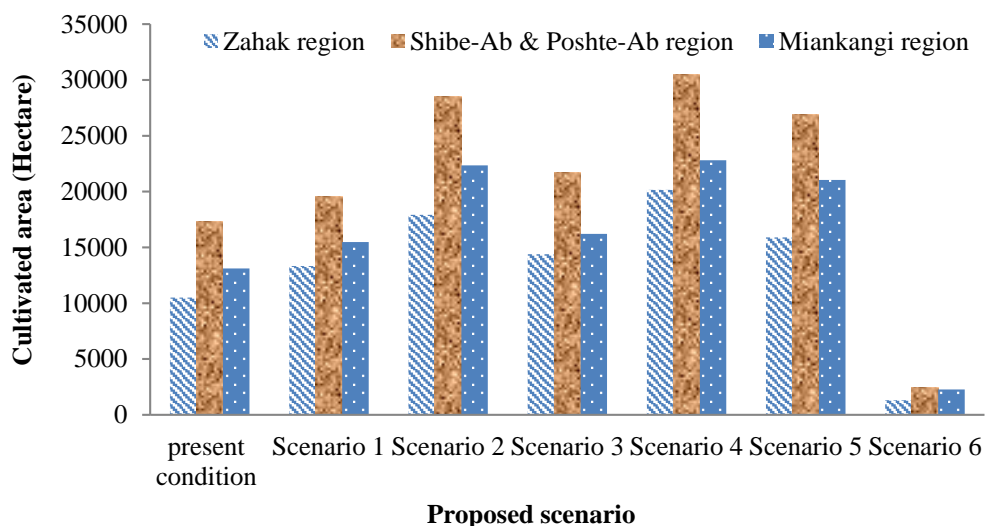 35000
30000
25000
20000
15000
10000
5000
0
Cultivated area (Hectare)
Zahak region Shibe-Ab & Poshte-Ab region Miankangi region
present condition Scenario 1 Scenario 2 Scenario 3 Scenario 4 Scenario 5 Scenario 6
Proposed scenario